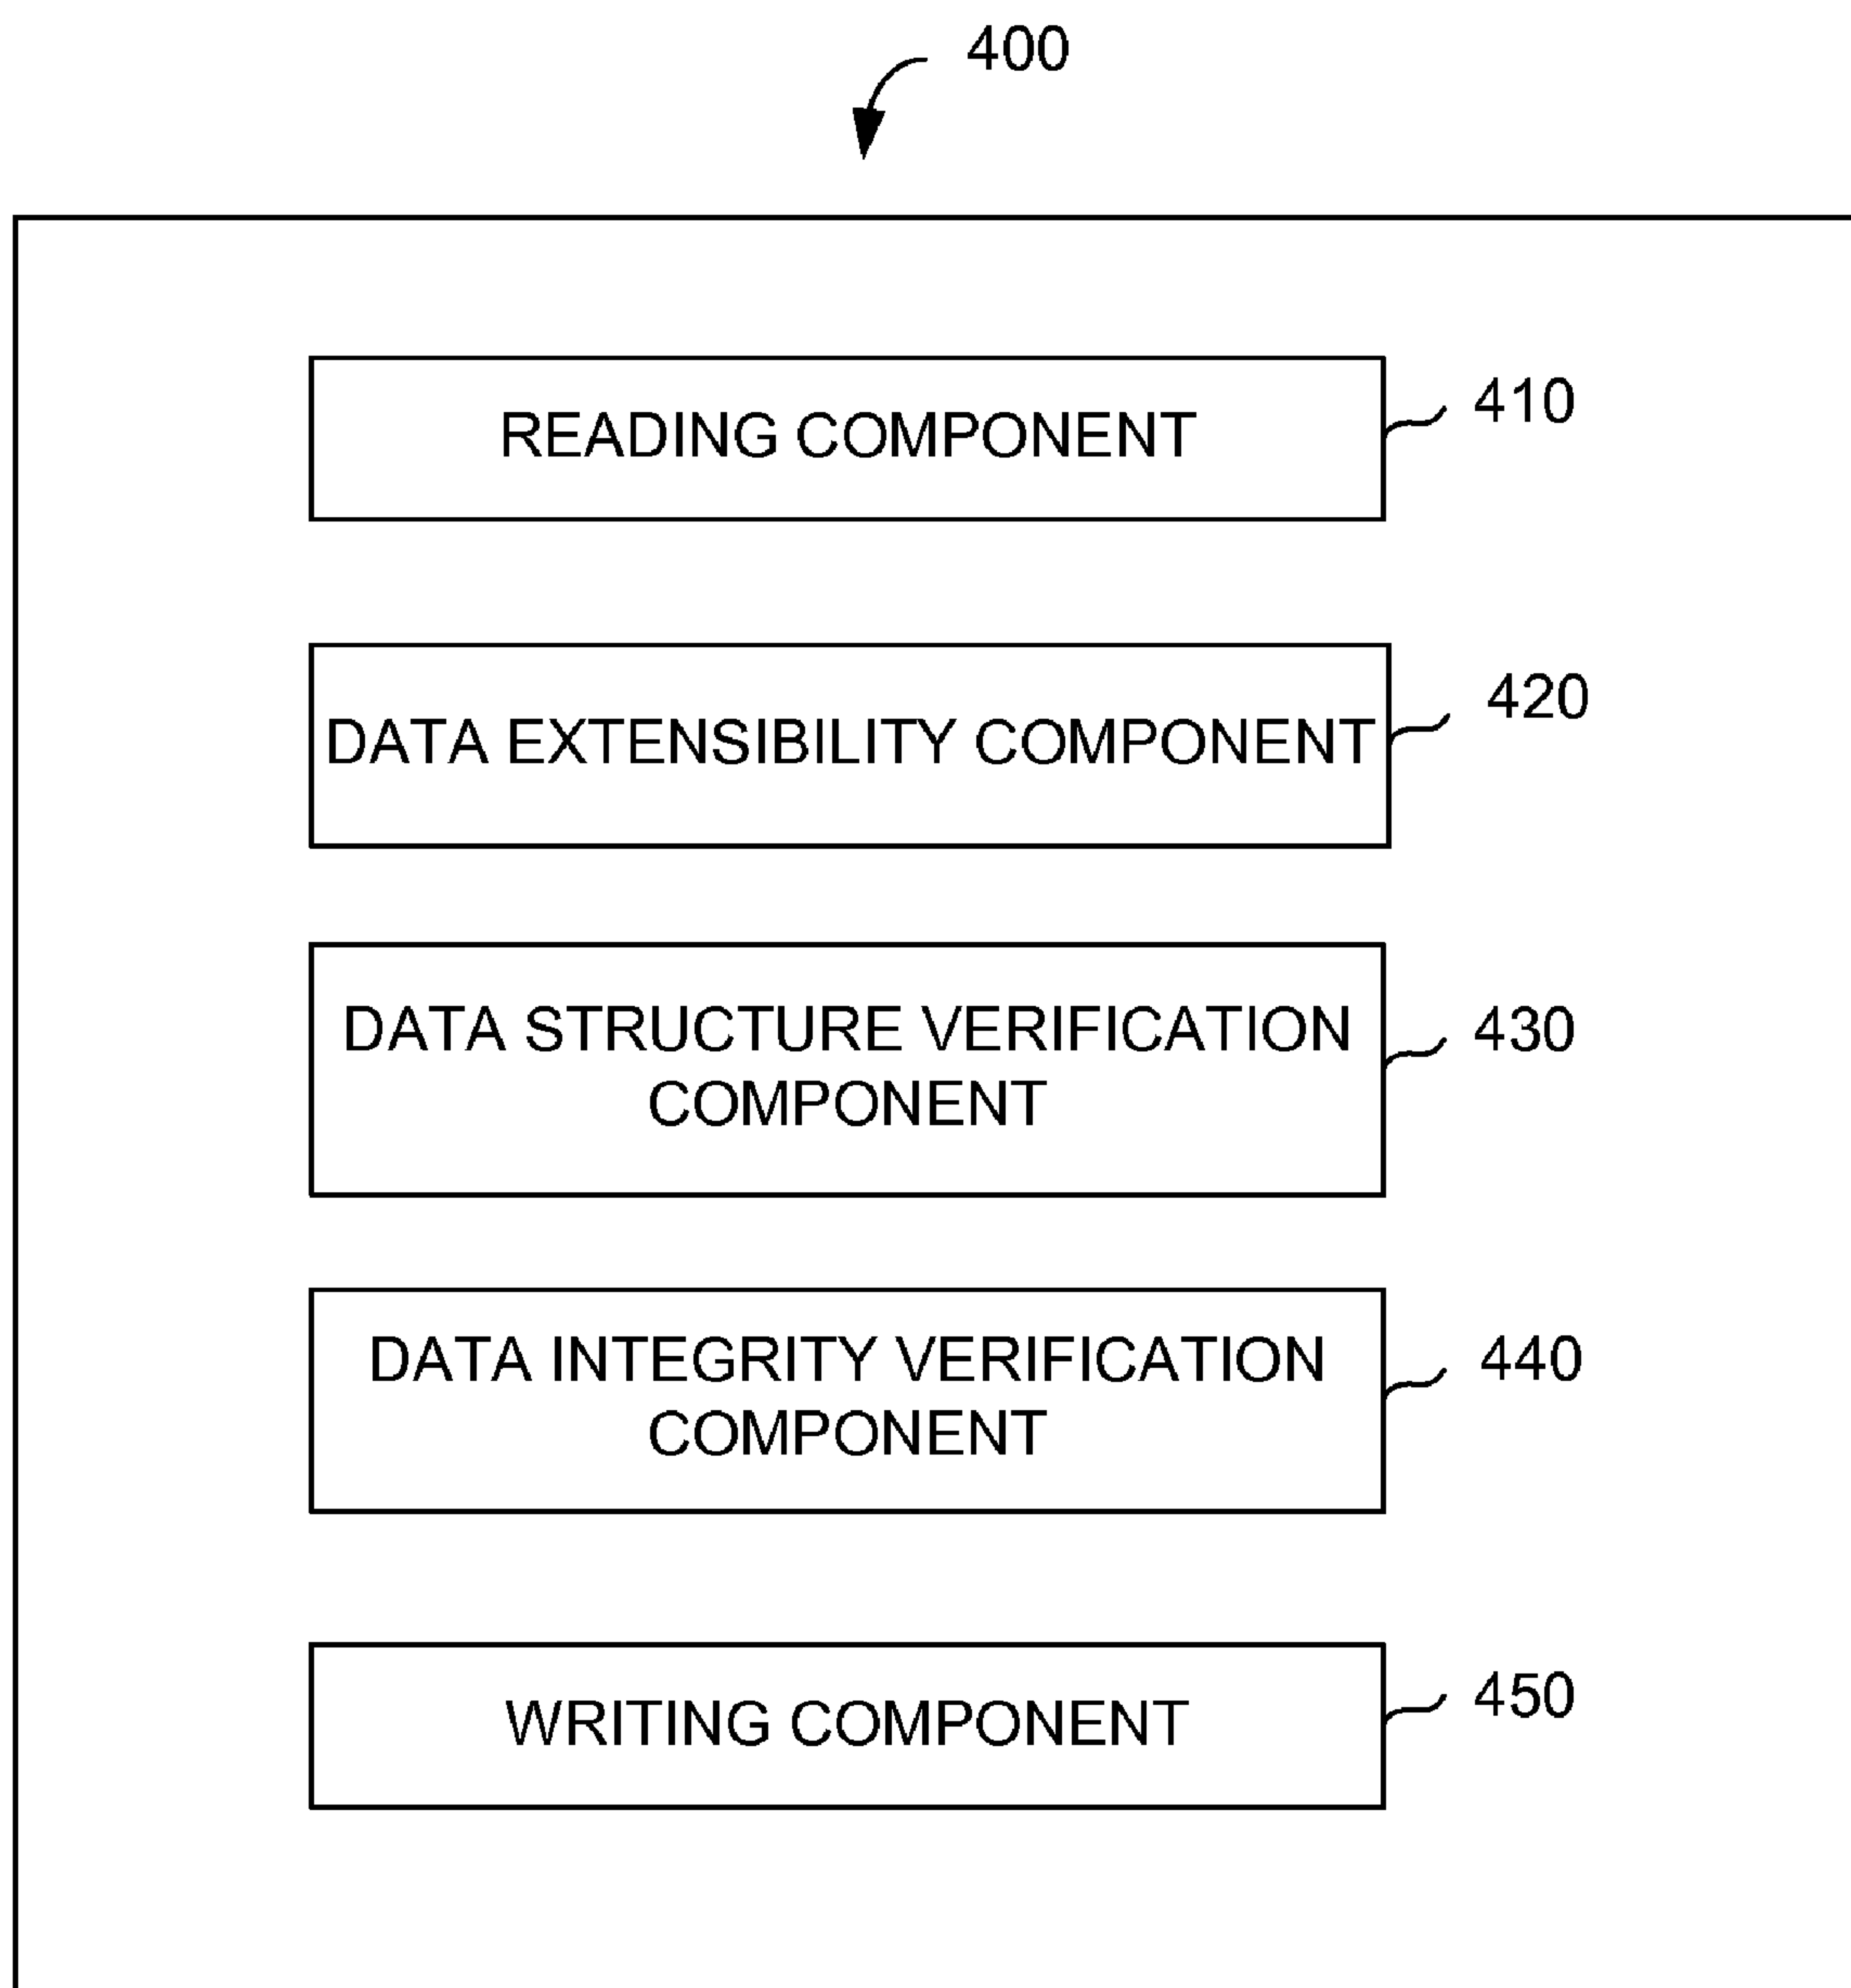 400
READING COMPONENT
410
DATA EXTENSIBILITY COMPONENT
420
DATA STRUCTURE VERIFICATION
COMPONENT
430
DATA INTEGRITY VERIFICATION
COMPONENT
440
WRITING COMPONENT
450